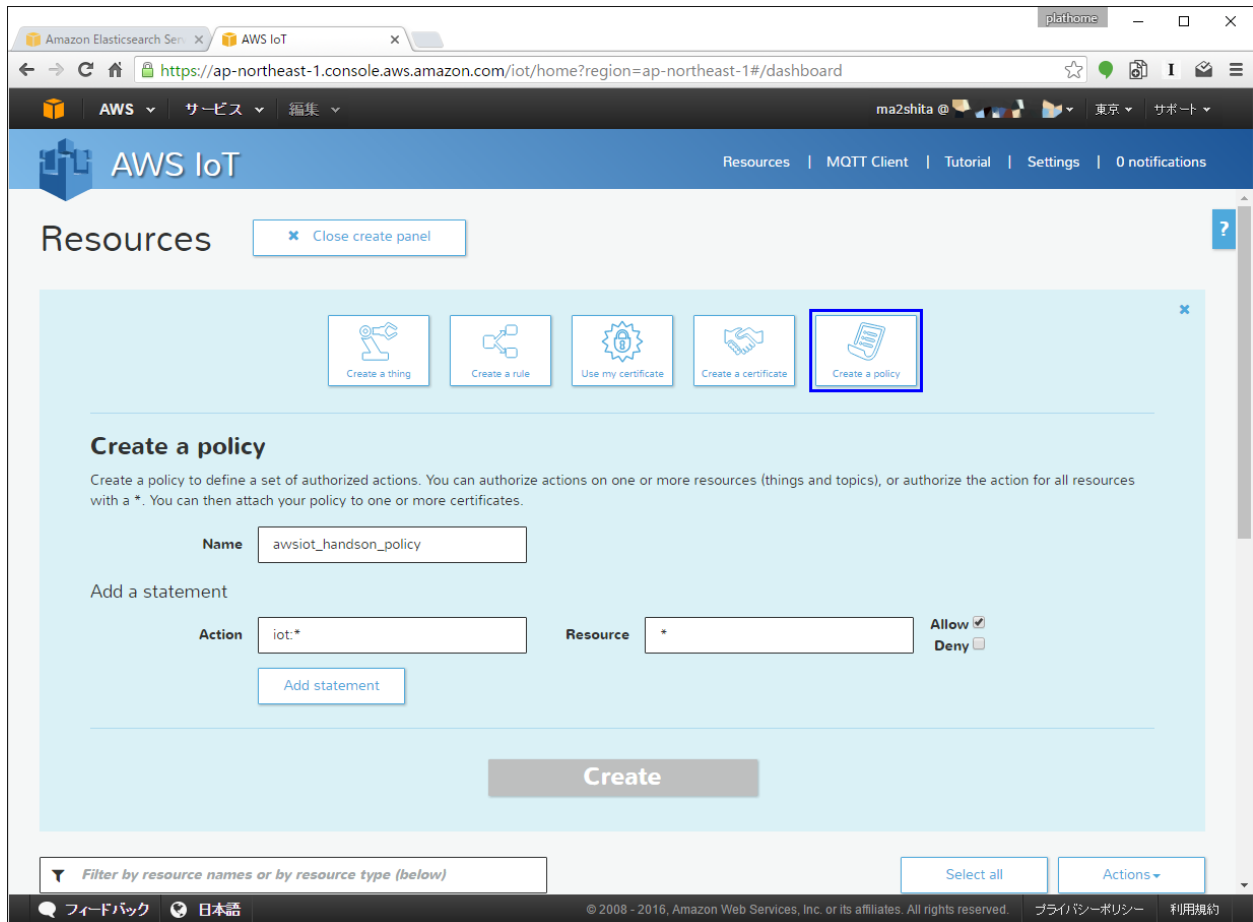 plathome
Amazon Elasticsearch Serv
AWS IoT
https://ap-northeast-1.console.aws.amazon.com/iot/home?region=ap-northeast-1#/dashboard
AWS サービス 編集 ma2shita @ 東京 サポート
AWS IoT
Resources | MQTT Client | Tutorial | Settings | 0 notifications
Resources
Close create panel
?
Create a thing
Create a rule
Use my certificate
Create a certificate
Create a policy
Create a policy
Create a policy to define a set of authorized actions. You can authorize actions on one or more resources (things and topics), or authorize the action for all resources
with a *. You can then attach your policy to one or more certificates.
Name awsiot_handson_policy
Add a statement
Action iot:* Resource * Allow
Deny
Add statement
Create
Filter by resource names or by resource type (below)
Select all
Actions
フィードバック 日本語 © 2008 - 2016, Amazon Web Services, Inc. or its affiliates. All rights reserved. プライバシーポリシー 利用規約